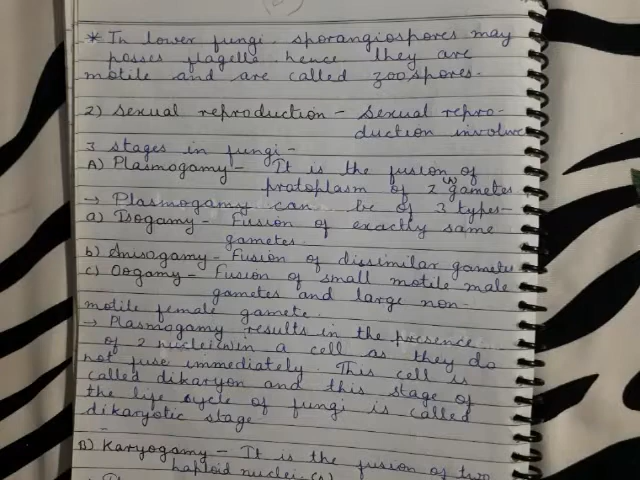 * In lower fungi sporangiospores may
posses flagella hence they are
motile and are called zoospores.
2) Sexual reproduction - Sexual repro-
duction involve
3 stages in fungi -
A) Plasmogamy - It is the fusion of
protoplasm of 2 gametes
→ Plasmogamy can be of 3 types -
a) Isogamy - Fusion of exactly same
gametes.
b) Anisogamy - Fusion of dissimilar gamete
c) Oogamy - Fusion of small motile male
gametes and large non-
motile female gamete.
→ Plasmogamy results in the presence
of 2 nuclei(n) in a cell as they do
not fuse immediately. This cell is
called dikaryon and this stage of
the life cycle of fungi is called
dikaryotic stage
B) Karyogamy - It is the fusion of two
haploid nuclei